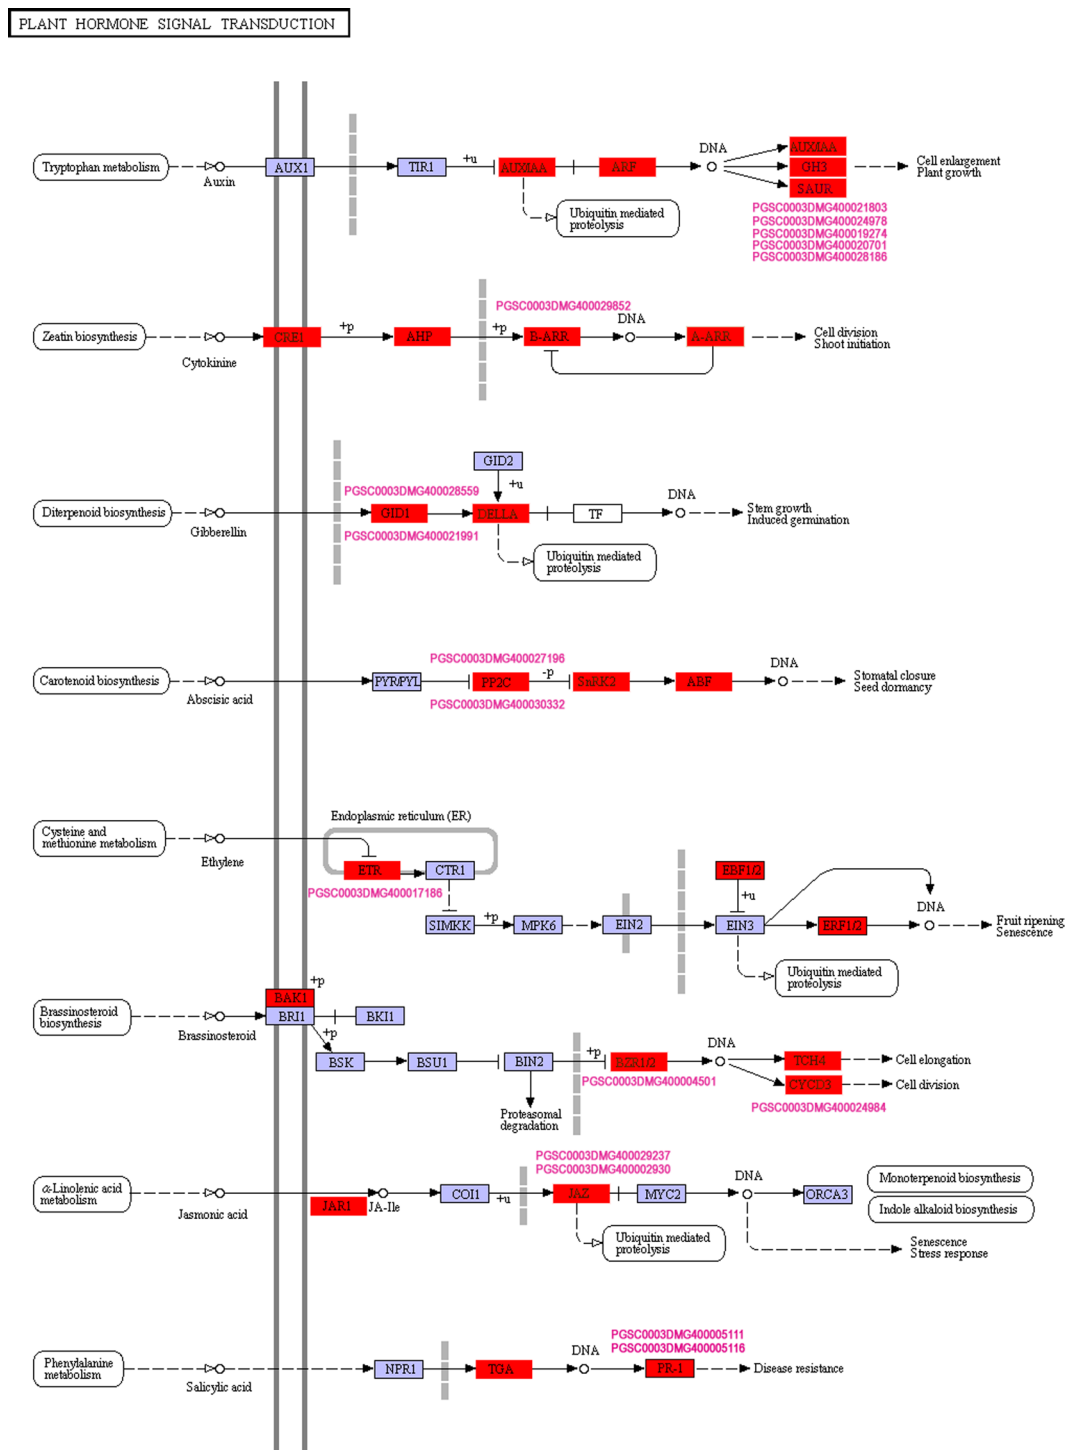 PLANT HORMONE SIGNAL TRANSDUCTION
Tryptophan metabolism
Auxin
AUX1
TIR1
+u
AUX/IAA
ARF
DNA
AUX/IAA
GH3
SAUR
Cell enlargement
Plant growth
Ubiquitin mediated
proteolysis
PGSC0003DMG400021803
PGSC0003DMG400024978
PGSC0003DMG400019274
PGSC0003DMG400020701
PGSC0003DMG400028186
Zeatin biosynthesis
Cytokinine
CRE1
+p
AHP
+p
PGSC0003DMG400029852
B-ARR
DNA
A-ARR
Cell division
Shoot initiation
GID2
+u
Diterpenoid biosynthesis
Gibberellin
PGSC0003DMG400028559
GID1
PGSC0003DMG400021991
DELLA
TF
DNA
Stem growth
Induced germination
Ubiquitin mediated
proteolysis
Carotenoid biosynthesis
Abscisic acid
PYR/PYL
PGSC0003DMG400027196
PP2C
PGSC0003DMG400030332
-p
SnRK2
ABF
DNA
Stomatal closure
Seed dormancy
Endoplasmic reticulum (ER)
Cysteine and
methionine metabolism
Ethylene
ETR
CTR1
PGSC0003DMG400017186
SIMKK
+p
MPK6
EIN2
EBF1/2
+u
EIN3
ERF1/2
DNA
Fruit ripening
Senescence
Ubiquitin mediated
proteolysis
Brassinosteroid
biosynthesis
Brassinosteroid
+p
BAK1
BRI1
BKI1
+p
BSK
BSU1
BIN2
+p
BZR1/2
PGSC0003DMG400004501
DNA
TCH4
Cell elongation
CYCD3
Cell division
PGSC0003DMG400024984
Proteasomal
degradation
α-Linolenic acid
metabolism
Jasmonic acid
JAR1
JA-Ile
COI1
+u
PGSC0003DMG400029237
PGSC0003DMG400002930
JAZ
MYC2
DNA
ORCA3
Monoterpenoid biosynthesis
Indole alkaloid biosynthesis
Ubiquitin mediated
proteolysis
Senescence
Stress response
Phenylalanine
metabolism
Salicylic acid
NPR1
TGA
DNA
PGSC0003DMG400005111
PGSC0003DMG400005116
PR-1
Disease resistance